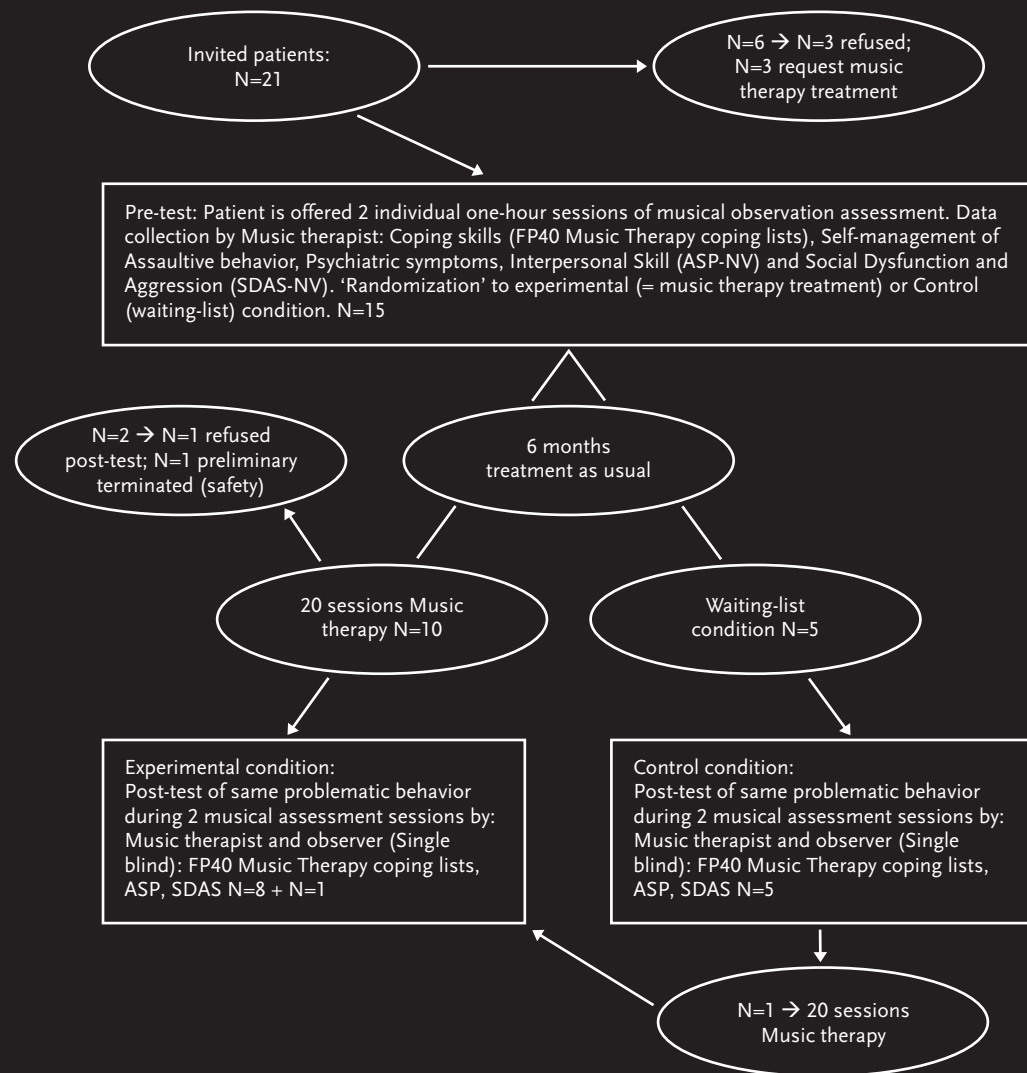 Invited patients:
N=21
N=6 → N=3 refused;
N=3 request music
therapy treatment
Pre-test: Patient is offered 2 individual one-hour sessions of musical observation assessment. Data
collection by Music therapist: Coping skills (FP40 Music Therapy coping lists), Self-management of
Assaultive behavior, Psychiatric symptoms, Interpersonal Skill (ASP-NV) and Social Dysfunction and
Aggression (SDAS-NV). ‘Randomization’ to experimental (= music therapy treatment) or Control
(waiting-list) condition. N=15
N=2 → N=1 refused
post-test; N=1 preliminary
terminated (safety)
6 months
treatment as usual
20 sessions Music
therapy N=10
Waiting-list
condition N=5
Experimental condition:
Post-test of same problematic behavior
during 2 musical assessment sessions by:
Music therapist and observer (Single
blind): FP40 Music Therapy coping lists,
ASP, SDAS N=8 + N=1
Control condition:
Post-test of same problematic behavior
during 2 musical assessment sessions by:
Music therapist and observer (Single
blind): FP40 Music Therapy coping lists,
ASP, SDAS N=5
N=1 → 20 sessions
Music therapy